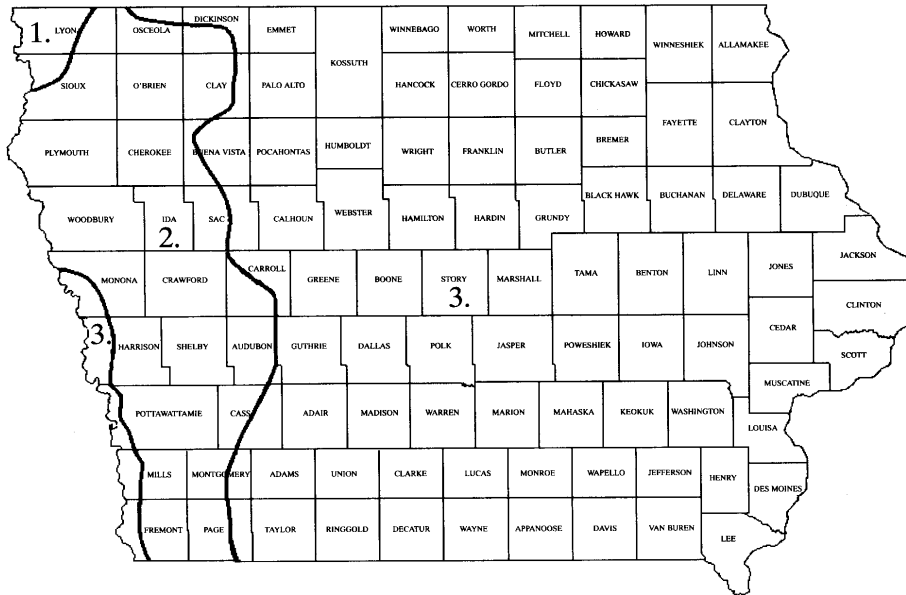 DICKINSON
1. LYON OSCEOLA EMMET WINNEBAGO WORTH MITCHELL HOWARD WINNESHIEK ALLAMAKEE
KOSSUTH
SIOUX O'BRIEN CLAY PALO ALTO HANCOCK CERRO GORDO FLOYD CHICKASAW
FAYETTE CLAYTON
PLYMOUTH CHEROKEE BUENA VISTA POCAHONTAS HUMBOLDT WRIGHT FRANKLIN BUTLER BREMER
BLACK HAWK BUCHANAN DELAWARE DUBUQUE
WOODBURY IDA SAC CALHOUN WEBSTER HAMILTON HARDIN GRUNDY
2.
JACKSON
MONONA CRAWFORD CARROLL GREENE BOONE STORY MARSHALL TAMA BENTON LINN JONES
3.
CLINTON
3. HARRISON SHELBY AUDUBON GUTHRIE DALLAS POLK JASPER POWESHIEK IOWA JOHNSON CEDAR
SCOTT
MUSCATINE
POTTAWATTAMIE CASS ADAIR MADISON WARREN MARION MAHASKA KEOKUK WASHINGTON
LOUISA
MILLS MONTGOMERY ADAMS UNION CLARKE LUCAS MONROE WAPELLO JEFFERSON HENRY
DES MOINES
FREMONT PAGE TAYLOR RINGGOLD DECATUR WAYNE APPANOOSE DAVIS VAN BUREN
LEE